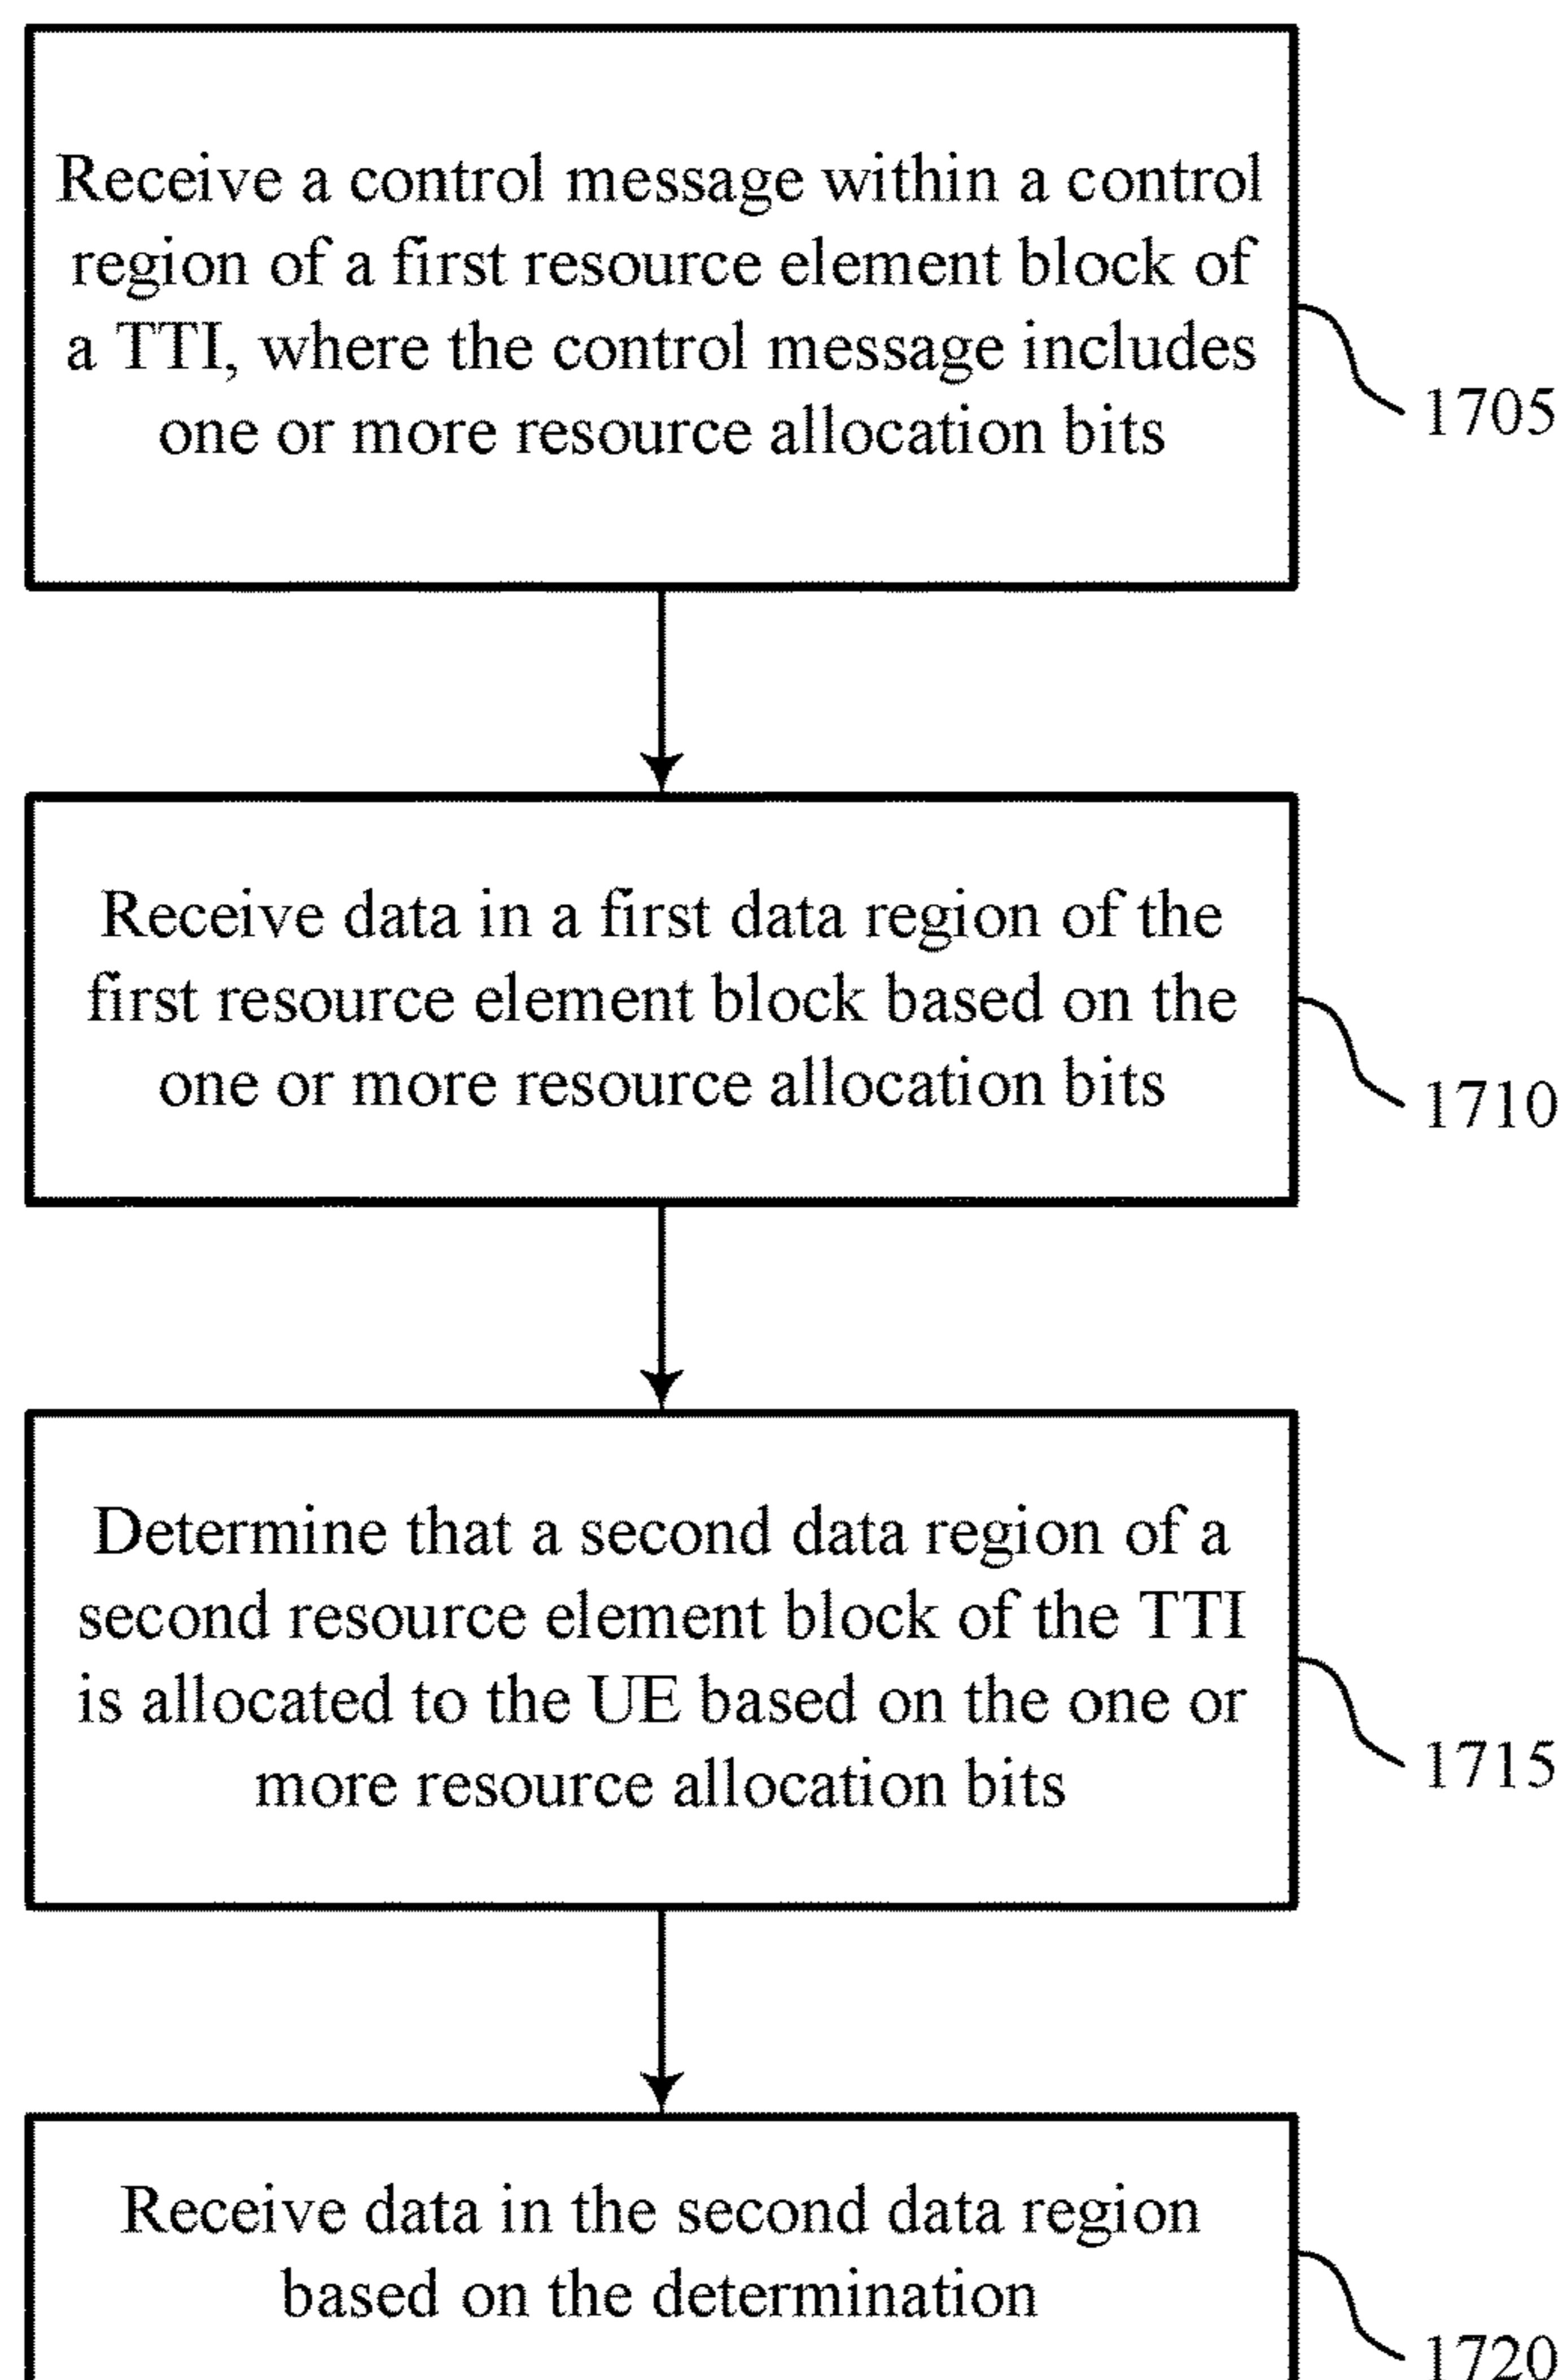 Receive a control message within a control
region of a first resource element block of
a TTI, where the control message includes
one or more resource allocation bits
1705
Receive data in a first data region of the
first resource element block based on the
one or more resource allocation bits
1710
Determine that a second data region of a
second resource element block of the TTI
is allocated to the UE based on the one or
more resource allocation bits
1715
Receive data in the second data region
based on the determination
1720